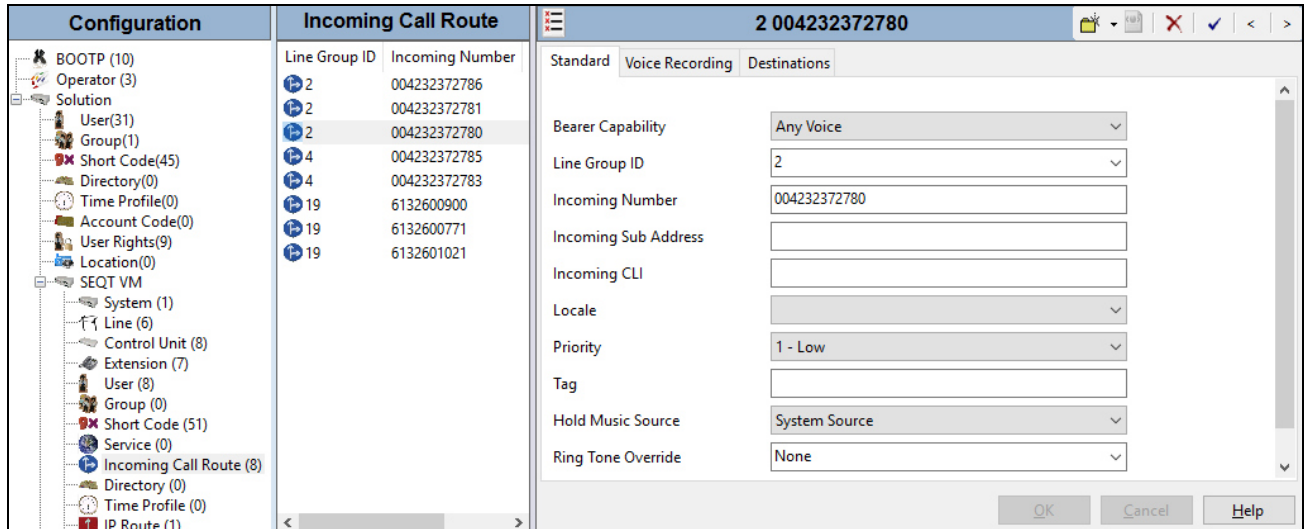 Configuration
BOOTP (10)
Operator (3)
Solution
User(31)
Group(1)
Short Code(45)
Directory(0)
Time Profile(0)
Account Code(0)
User Rights(9)
Location(0)
SEQT VM
System (1)
Line (6)
Control Unit (8)
Extension (7)
User (8)
Group (0)
Short Code (51)
Service (0)
Incoming Call Route (8)
Directory (0)
Time Profile (0)
IP Route (1)
Incoming Call Route
Line Group ID Incoming Number
2 004232372786
2 004232372781
2 004232372780
4 004232372785
4 004232372783
19 6132600900
19 6132600771
19 6132601021
2 004232372780
Standard Voice Recording Destinations
Bearer Capability Any Voice
Line Group ID 2
Incoming Number 004232372780
Incoming Sub Address
Incoming CLI
Locale
Priority 1 - Low
Tag
Hold Music Source System Source
Ring Tone Override None
OK Cancel Help